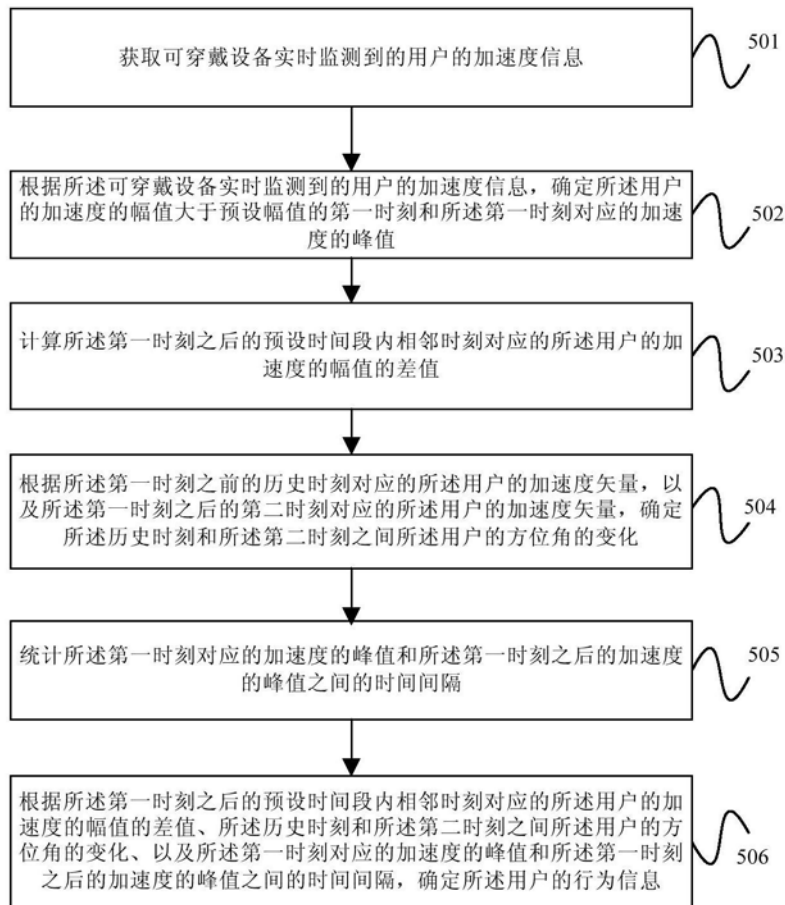 获取可穿戴设备实时监测到的用户的加速度信息
501
根据所述可穿戴设备实时监测到的用户的加速度信息，确定所述用户
的加速度的幅值大于预设幅值的第一时刻和所述第一时刻对应的加速
度的峰值
502
计算所述第一时刻之后的预设时间段内相邻时刻对应的所述用户的加
速度的幅值的差值
503
根据所述第一时刻之前的历史时刻对应的所述用户的加速度矢量，以
及所述第一时刻之后的第二时刻对应的所述用户的加速度矢量，确定
所述历史时刻和所述第二时刻之间所述用户的方位角的变化
504
统计所述第一时刻对应的加速度的峰值和所述第一时刻之后的加速度
的峰值之间的时间间隔
505
根据所述第一时刻之后的预设时间段内相邻时刻对应的所述用户的加
速度的幅值的差值、所述历史时刻和所述第二时刻之间所述用户的方
位角的变化、以及所述第一时刻对应的加速度的峰值和所述第一时刻
之后的加速度的峰值之间的时间间隔，确定所述用户的行为信息
506